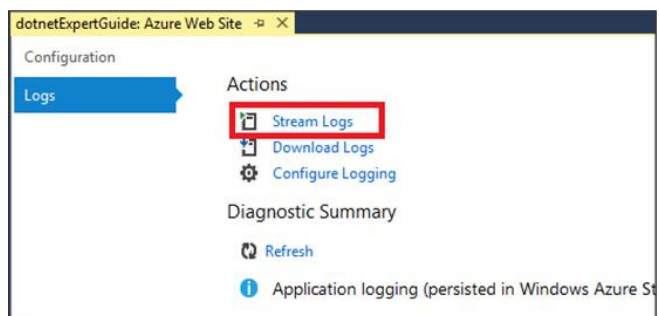 dotnetExpertGuide: Azure Web Site
Configuration
Logs
Actions
Stream Logs
Download Logs
Configure Logging
Diagnostic Summary
Refresh
Application logging (persisted in Windows Azure St